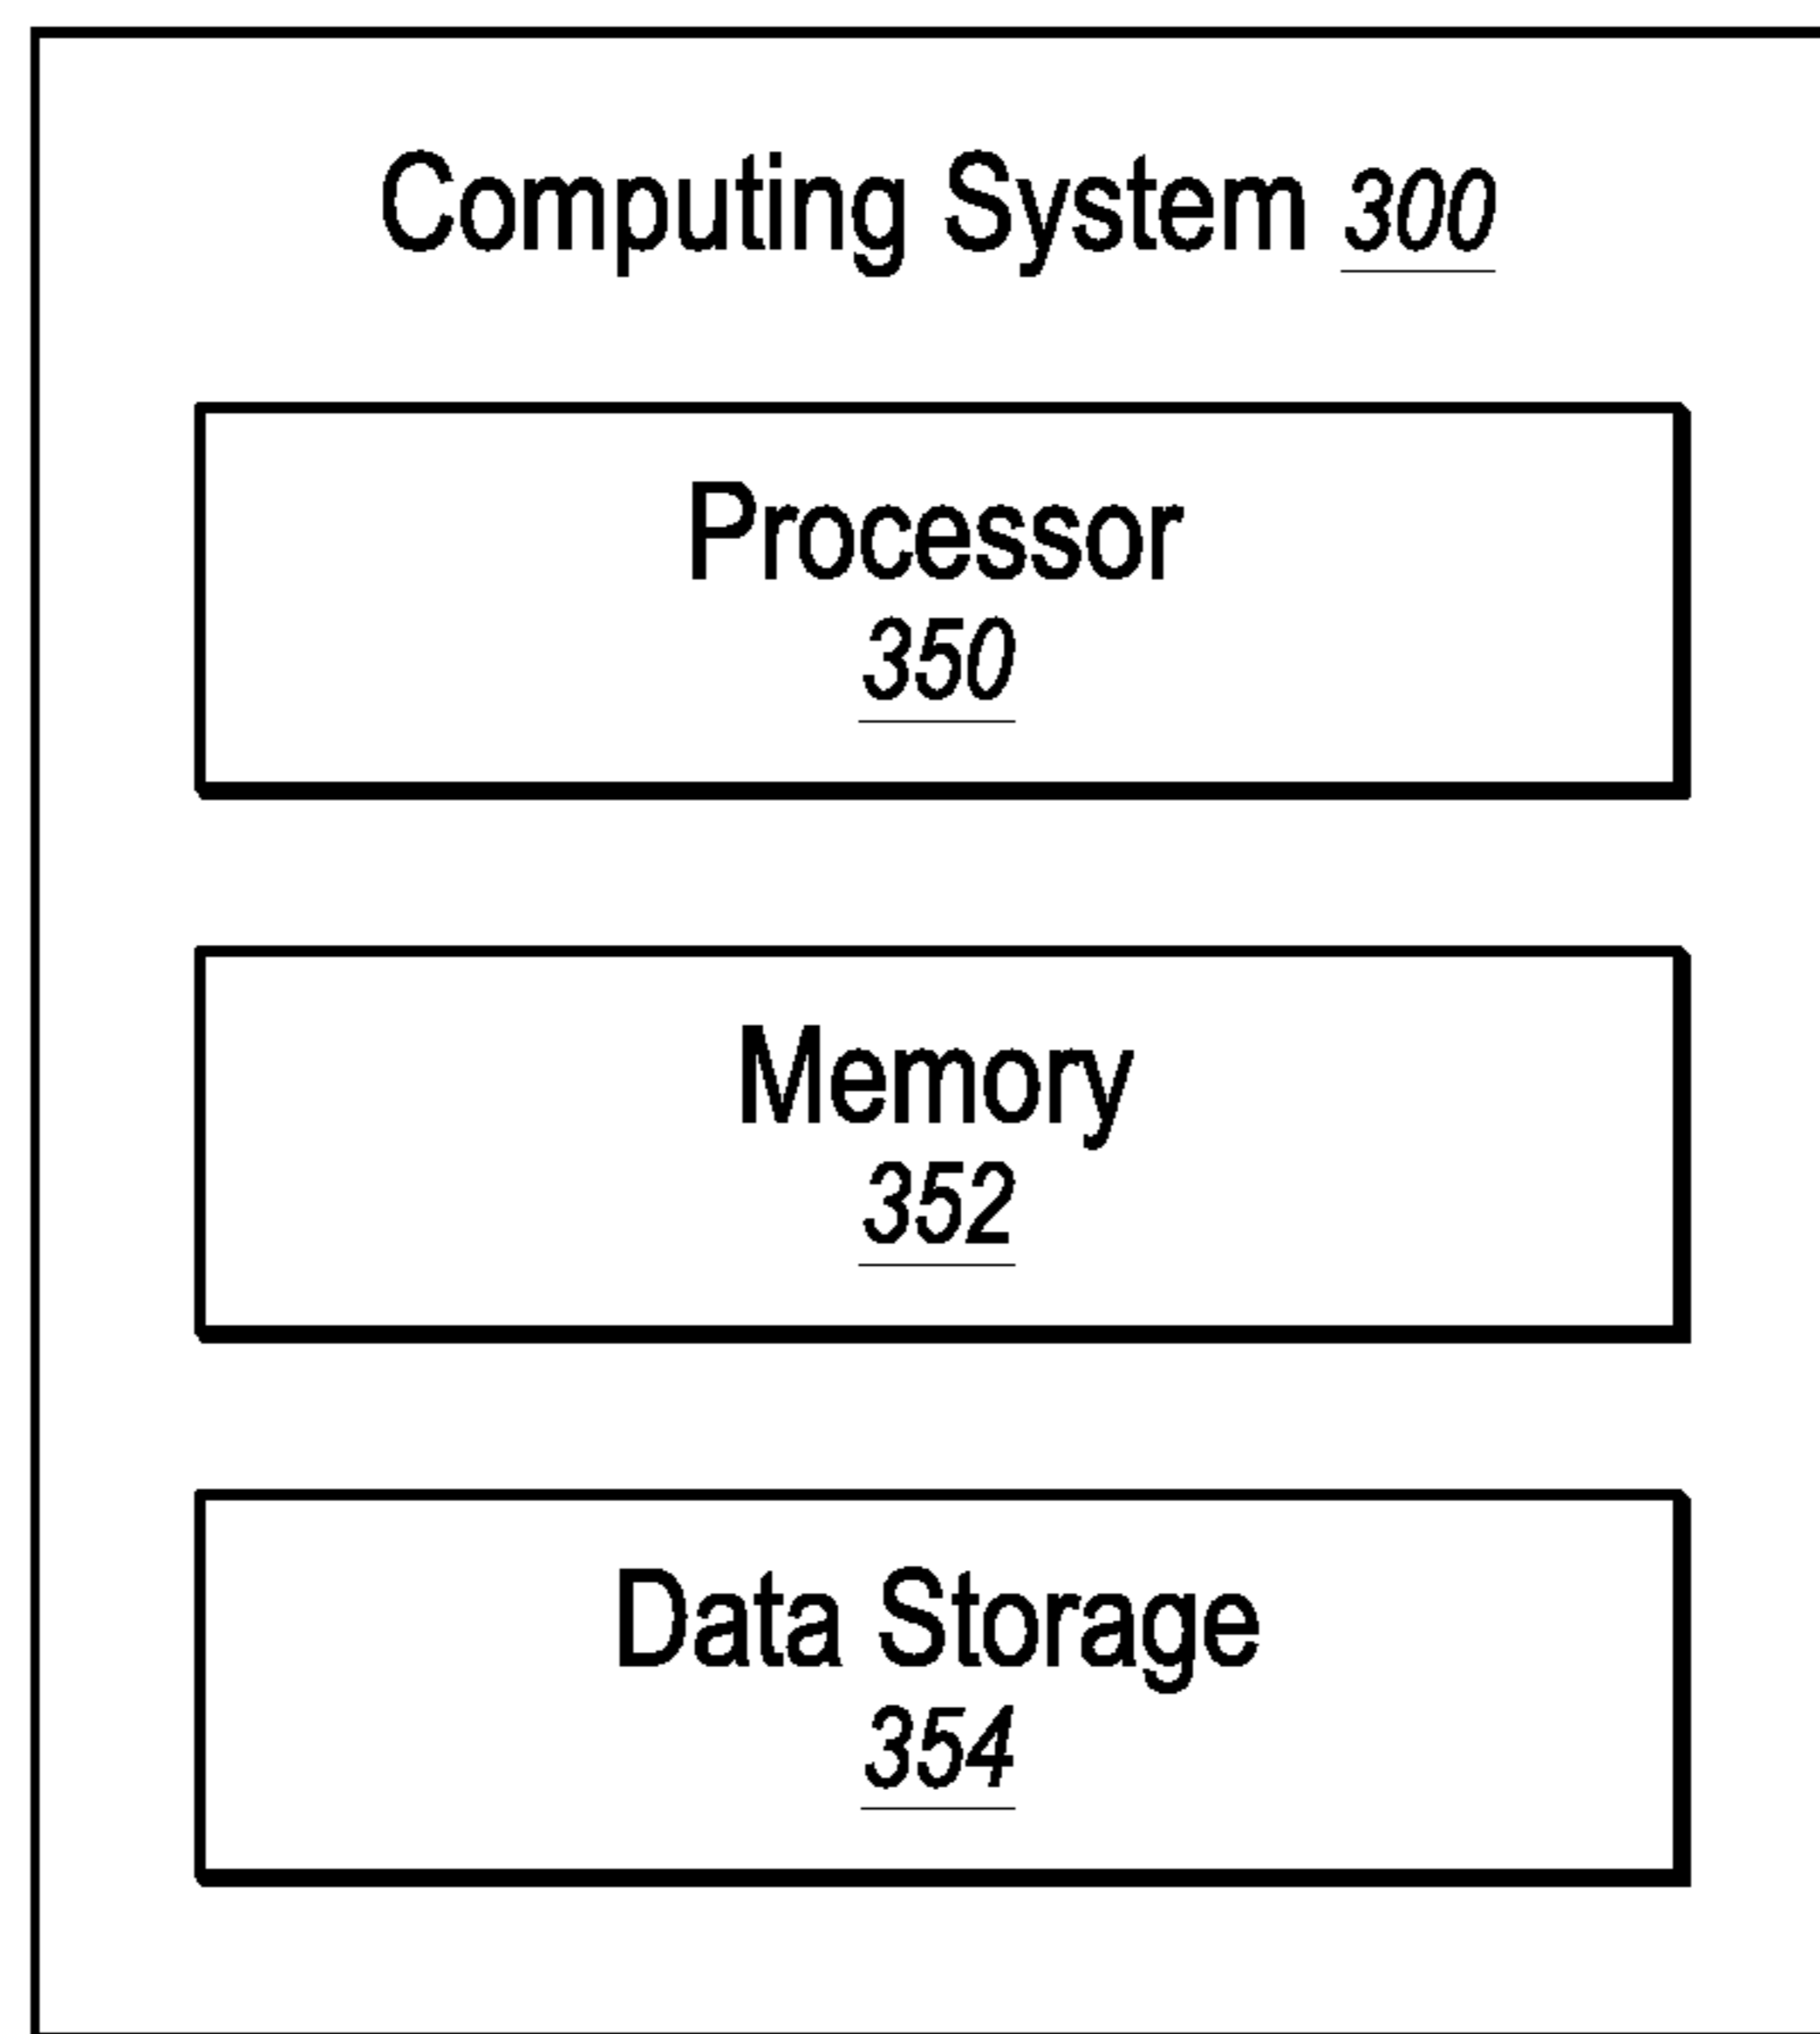 Computing System 300
Processor
350
Memory
352
Data Storage
354